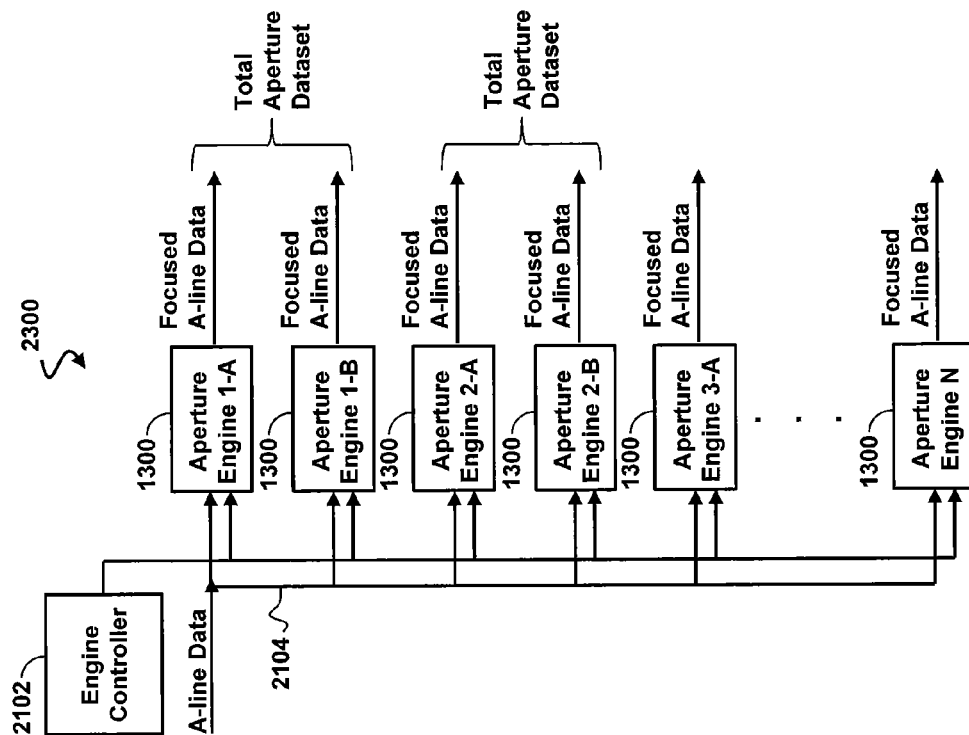 2300
2102
Engine
Controller
A-line Data
2104
1300
Aperture
Engine 1-A
Focused
A-line Data
1300
Aperture
Engine 1-B
Focused
A-line Data
Total
Aperture
Dataset
1300
Aperture
Engine 2-A
Focused
A-line Data
1300
Aperture
Engine 2-B
Focused
A-line Data
Total
Aperture
Dataset
1300
Aperture
Engine 3-A
Focused
A-line Data
. . .
1300
Aperture
Engine N
Focused
A-line Data